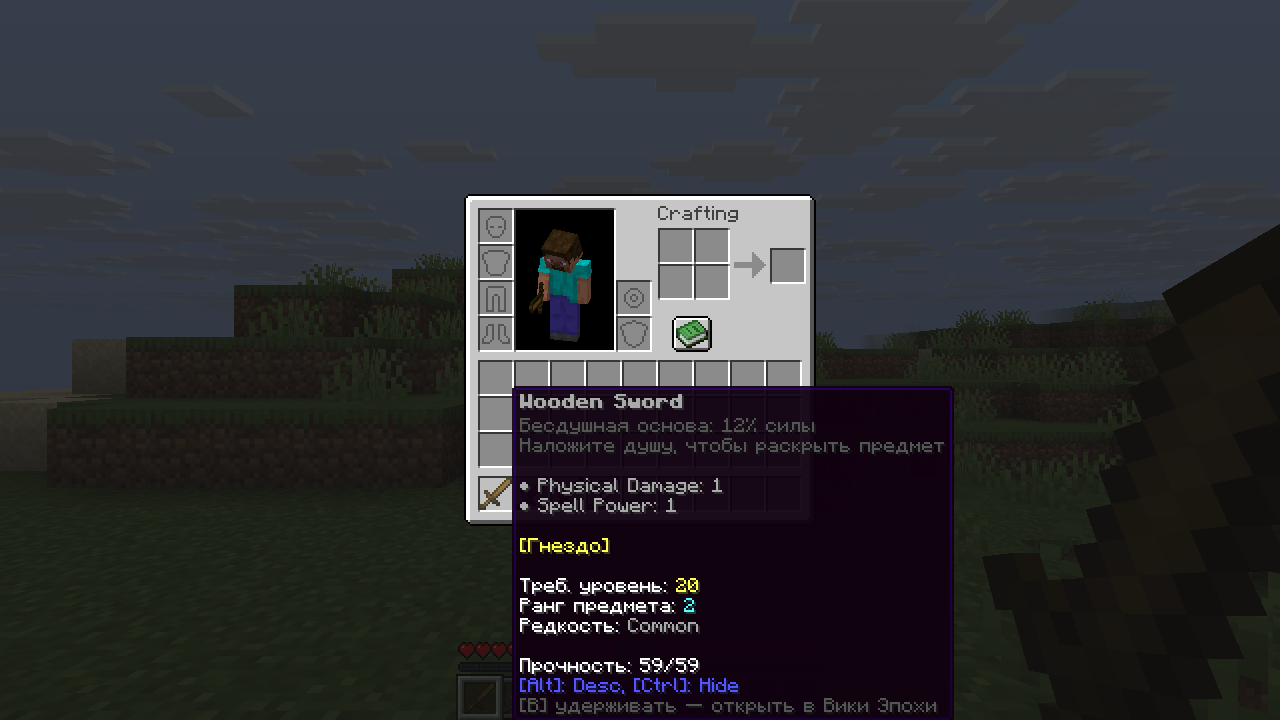 Crafting
Wooden Sword
Бесдушная основа: 12% силы
Наложите душу, чтобы раскрыть предмет
• Physical Damage: 1
• Spell Power: 1
[Гнездо]
Треб. уровень: 20
Ранг предмета: 2
Редкость: Common
Прочность: 59/59
[Alt]: Desc, [Ctrl]: Hide
[B] удерживать — открыть в Вики Эпохи